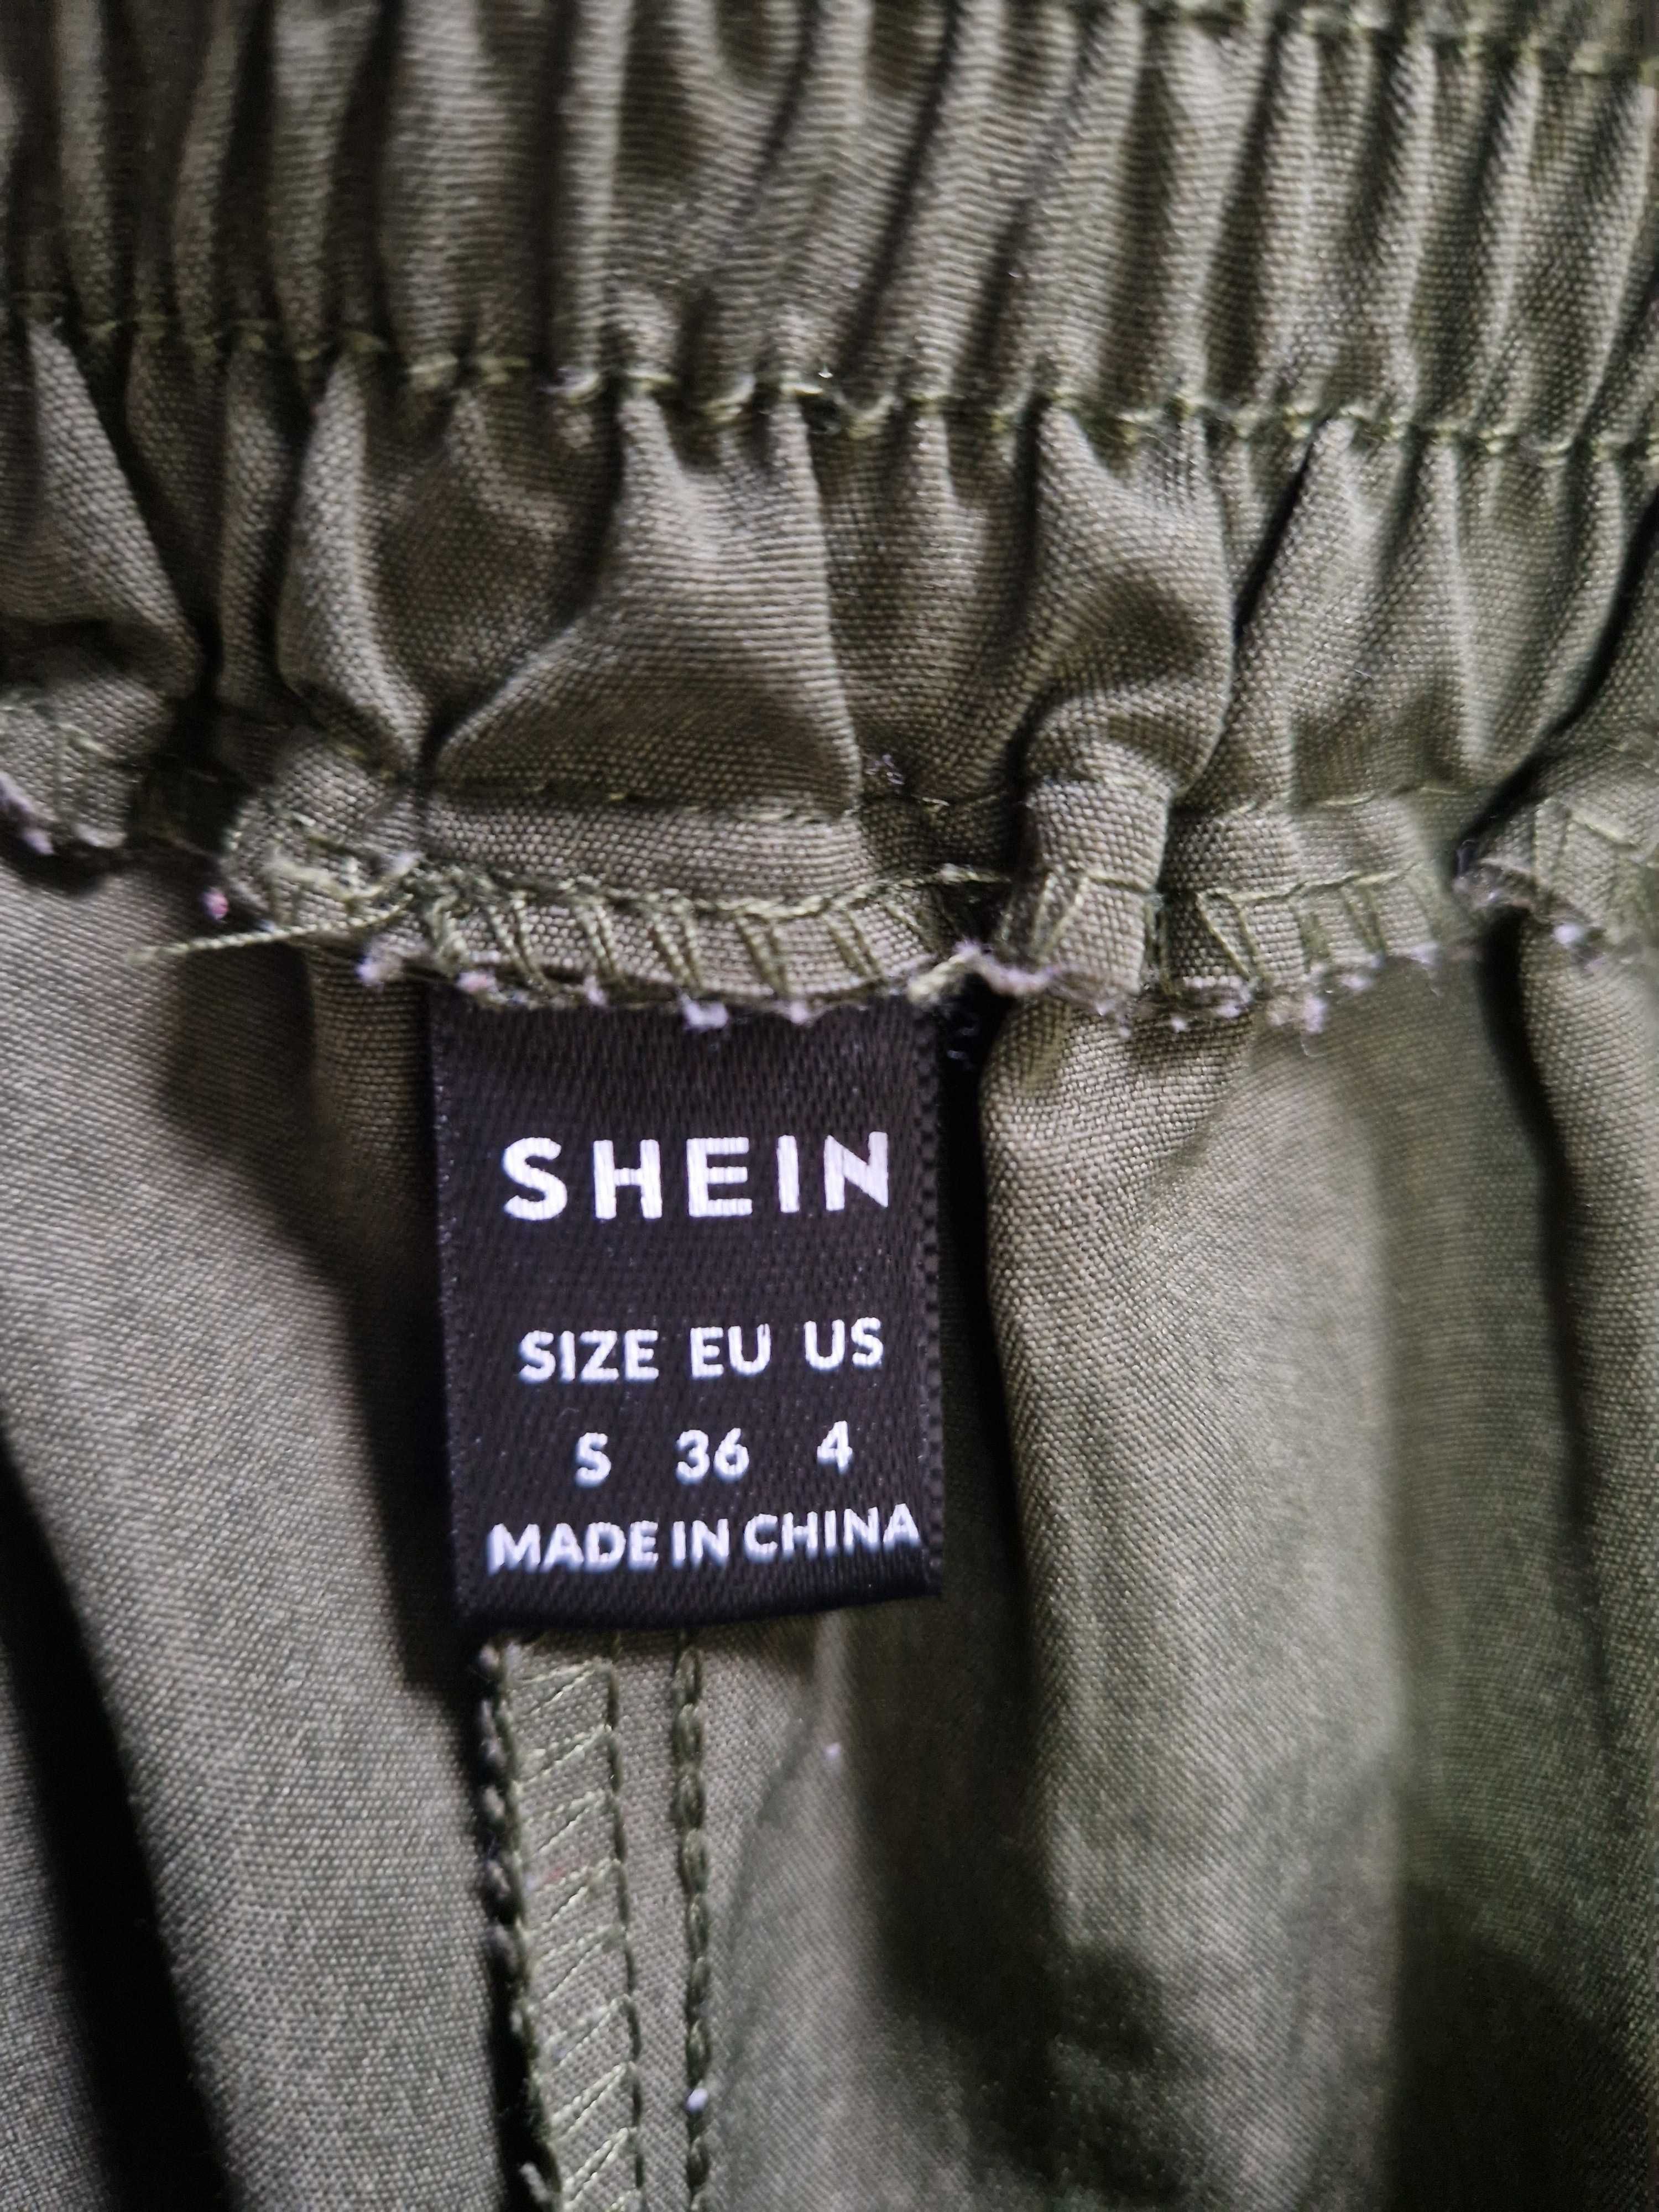 SHEIN
SIZE EU US
S 36 4
MADE IN CHINA